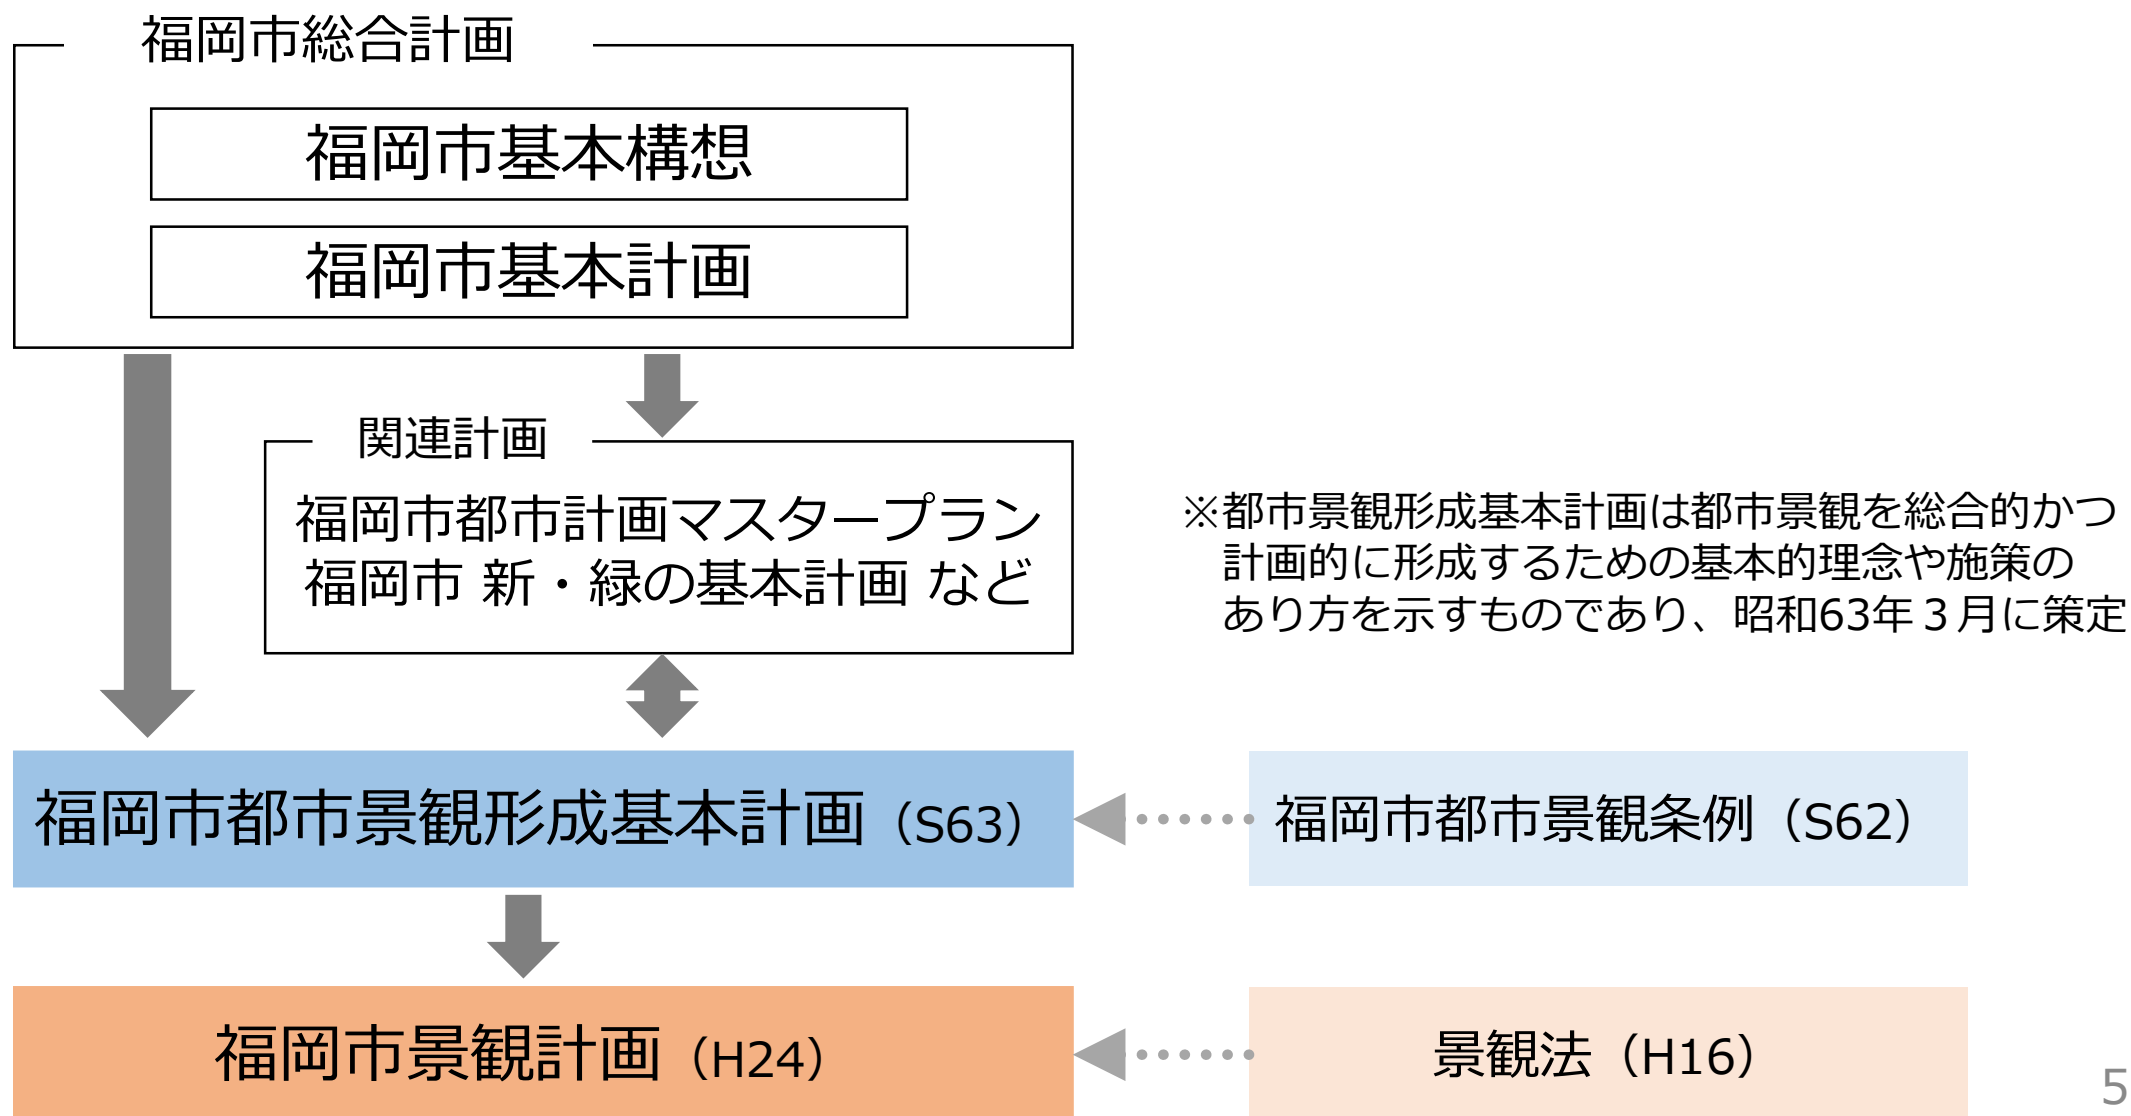 福岡市総合計画
福岡市基本構想
福岡市基本計画
関連計画
福岡市都市計画マスタープラン
福岡市 新・緑の基本計画 など
※都市景観形成基本計画は都市景観を総合的かつ
計画的に形成するための基本的理念や施策の
あり方を示すものであり、昭和63年３月に策定
福岡市都市景観形成基本計画（S63）
福岡市都市景観条例（S62）
福岡市景観計画（H24）
景観法（H16）
5